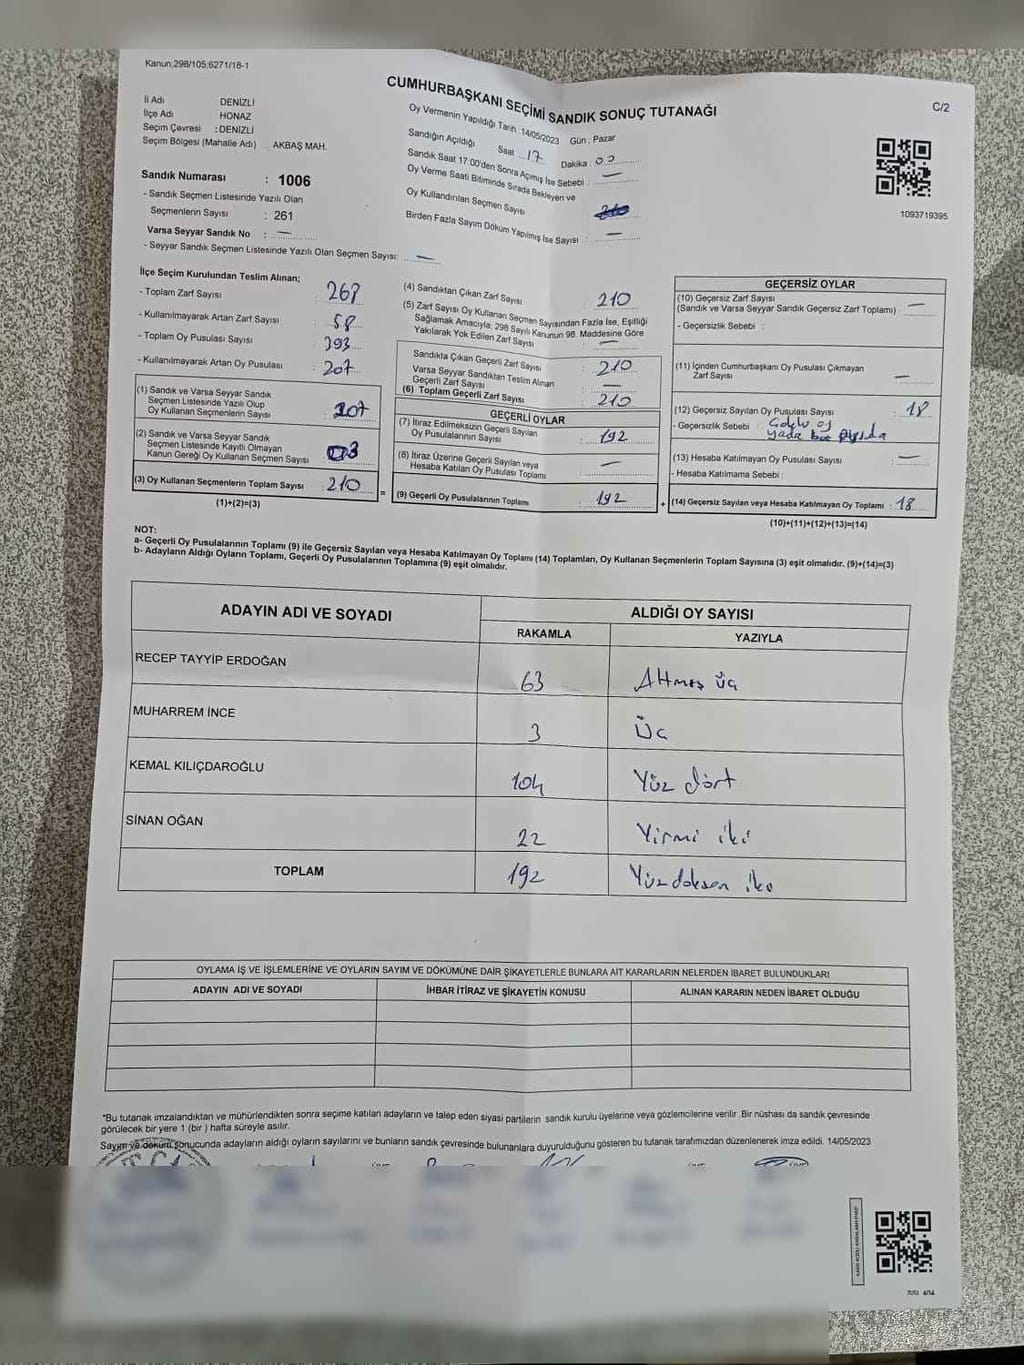 Kanun:298/105;6271/18-1
CUMHURBAŞKANI SEÇİMİ SANDIK SONUÇ TUTANAĞI
C/2
İl Adı DENİZLİ
İlçe Adı HONAZ
Seçim Çevresi : DENİZLİ
Seçim Bölgesi (Mahalle Adı) . AKBAŞ MAH.
Oy Vermenin Yapıldığı Tarih : 14/05/2023 Gün : Pazar
Sandığın Açıldığı Saat : 17 Dakika : 00
Sandık Saat 17:00'den Sonra Açımış İse Sebebi : —
Oy Verme Saati Bitiminde Sırada Bekleyen ve
Oy Kullandırılan Seçmen Sayısı
Birden Fazla Sayım Döküm Yapılmış İse Sayısı : —
1093719395
Sandık Numarası : 1006
- Sandık Seçmen Listesinde Yazılı Olan
Seçmenlerin Sayısı : 261
Varsa Seyyar Sandık No : —
- Seyyar Sandık Seçmen Listesinde Yazılı Olan Seçmen Sayısı: —
İlçe Seçim Kurulundan Teslim Alınan;
- Toplam Zarf Sayısı : 268
- Kullanılmayarak Artan Zarf Sayısı : 58
- Toplam Oy Pusulası Sayısı : 393
- Kullanılmayarak Artan Oy Pusulası : 207
(1) Sandık ve Varsa Seyyar Sandık
Seçmen Listesinde Yazılı Olup
Oy Kullanan Seçmenlerin Sayısı : 207
(2) Sandık ve Varsa Seyyar Sandık
Seçmen Listesinde Kayıtlı Olmayan
Kanun Gereği Oy Kullanan Seçmen Sayısı : 3
(3) Oy Kullanan Seçmenlerin Toplam Sayısı : 210
(1)+(2)=(3)
(4) Sandıktan Çıkan Zarf Sayısı : 210
(5) Zarf Sayısı Oy Kullanan Seçmen Sayısından Fazla İse, Eşitliği
Sağlamak Amacıyla; 298 Sayılı Kanunun 98. Maddesine Göre
Yakılarak Yok Edilen Zarf Sayısı : —
Sandıkta Çıkan Geçerli Zarf Sayısı : 210
Varsa Seyyar Sandıktan Teslim Alınan
Geçerli Zarf Sayısı : —
(6) Toplam Geçerli Zarf Sayısı : 210
GEÇERLİ OYLAR
(7) İtiraz Edilmeksizin Geçerli Sayılan
Oy Pusulalarının Sayısı : 192
(8) İtiraz Üzerine Geçerli Sayılan veya
Hesaba Katılan Oy Pusulası Toplamı : —
= (9) Geçerli Oy Pusulalarının Toplamı : 192
GEÇERSİZ OYLAR
(10) Geçersiz Zarf Sayısı
(Sandık ve Varsa Seyyar Sandık Geçersiz Zarf Toplamı) : —
- Geçersizlik Sebebi :
(11) İçinden Cumhurbaşkanı Oy Pusulası Çıkmayan
Zarf Sayısı : —
(12) Geçersiz Sayılan Oy Pusulası Sayısı : 18
- Geçersizlik Sebebi :
(13) Hesaba Katılmayan Oy Pusulası Sayısı : —
- Hesaba Katılmama Sebebi :
+ (14) Geçersiz Sayılan veya Hesaba Katılmayan Oy Toplamı : 18
(10)+(11)+(12)+(13)=(14)
NOT:
a- Geçerli Oy Pusulalarının Toplamı (9) ile Geçersiz Sayılan veya Hesaba Katılmayan Oy Toplamı (14) Toplamları, Oy Kullanan Seçmenlerin Toplam Sayısına (3) eşit olmalıdır. (9)+(14)=(3)
b- Adayların Aldığı Oyların Toplamı, Geçerli Oy Pusulalarının Toplamına (9) eşit olmalıdır.
ADAYIN ADI VE SOYADI ALDIĞI OY SAYISI
RAKAMLA YAZIYLA
RECEP TAYYİP ERDOĞAN 63 Altmış üç
MUHARREM İNCE 3 Üç
KEMAL KILIÇDAROĞLU 104 Yüz dört
SİNAN OĞAN 22 Yirmi iki
TOPLAM 192 Yüz doksan iki
OYLAMA İŞ VE İŞLEMLERİNE VE OYLARIN SAYIM VE DÖKÜMÜNE DAİR ŞİKAYETLERLE BUNLARA AİT KARARLARIN NELERDEN İBARET BULUNDUKLARI
ADAYIN ADI VE SOYADI İHBAR İTİRAZ VE ŞİKAYETİN KONUSU ALINAN KARARIN NEDEN İBARET OLDUĞU
*Bu tutanak imzalandıktan ve mühürlendikten sonra seçime katılan adayların ve talep eden siyasi partilerin sandık kurulu üyelerine veya gözlemcilerine verilir .Bir nüshası da sandık çevresinde
görülecek bir yere 1 (bir ) hafta süreyle asılır.
Sayım ve döküm sonucunda adayların aldığı oyların sayılarını ve bunların sandık çevresinde bulunanlara duyurulduğunu gösteren bu tutanak tarafımızdan düzenlenerek imza edildi. 14/05/2023